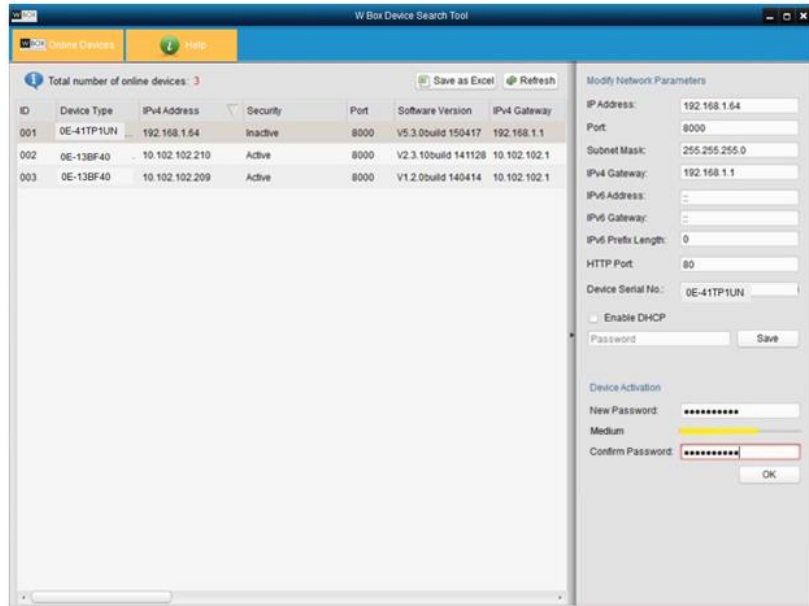 W BOX
W Box Device Search Tool
W BOX Online Devices
Help
Total number of online devices: 3
Save as Excel
Refresh
ID Device Type IPv4 Address Security Port Software Version IPv4 Gateway
001 0E-41TP1UN ... 192.168.1.64 Inactive 8000 V5.3.0build 150417 192.168.1.1
002 0E-13BF40 . 10.102.102.210 Active 8000 V2.3.10build 141128 10.102.102.1
003 0E-13BF40 10.102.102.209 Active 8000 V1.2.0build 140414 10.102.102.1
Modify Network Parameters
IP Address: 192.168.1.64
Port: 8000
Subnet Mask: 255.255.255.0
IPv4 Gateway: 192.168.1.1
IPv6 Address: ::
IPv6 Gateway: ::
IPv6 Prefix Length: 0
HTTP Port: 80
Device Serial No.: 0E-41TP1UN
Enable DHCP
Password Save
Device Activation
New Password: ●●●●●●●●●●
Medium
Confirm Password: ●●●●●●●●●●
OK